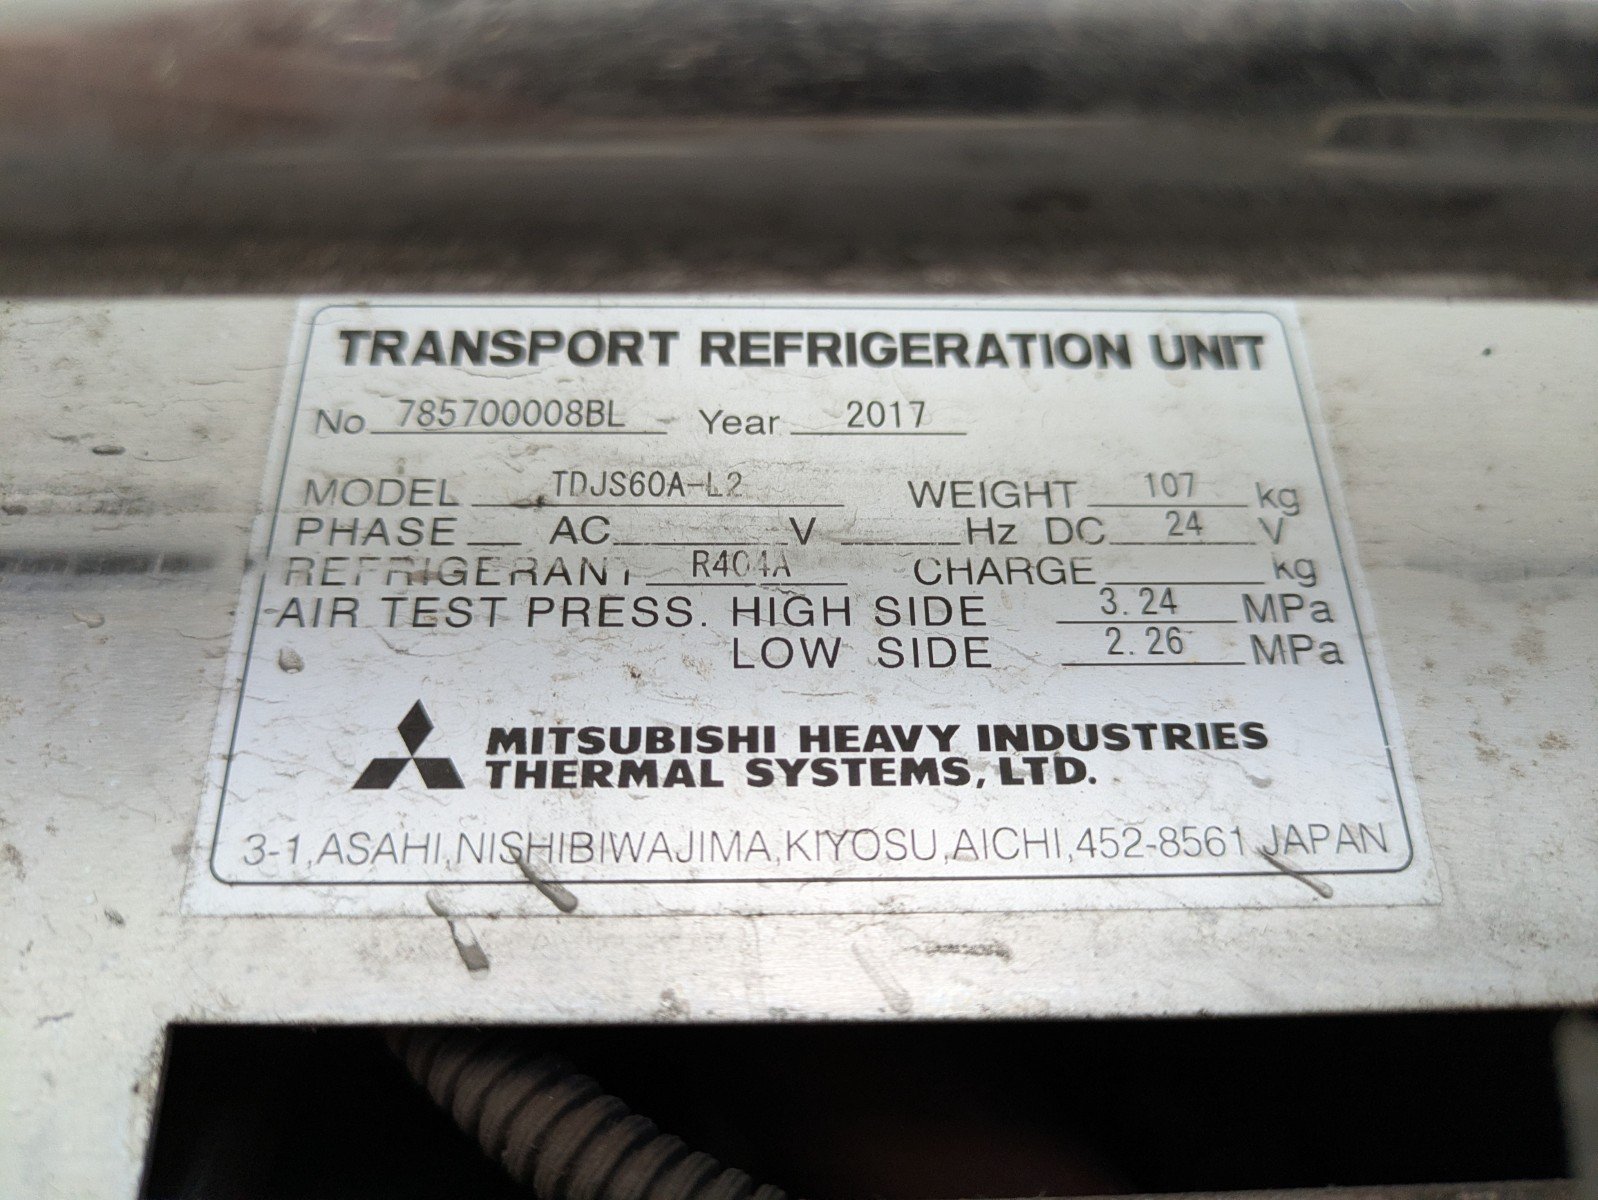 TRANSPORT REFRIGERATION UNIT
No 785700008BL Year 2017
MODEL TDJS60A-L2 WEIGHT 107 kg
PHASE AC V Hz DC 24 V
REFRIGERANT R404A CHARGE kg
AIR TEST PRESS. HIGH SIDE 3.24 MPa
LOW SIDE 2.26 MPa
MITSUBISHI HEAVY INDUSTRIES
THERMAL SYSTEMS, LTD.
3-1,ASAHI,NISHIBIWAJIMA,KIYOSU,AICHI,452-8561 JAPAN